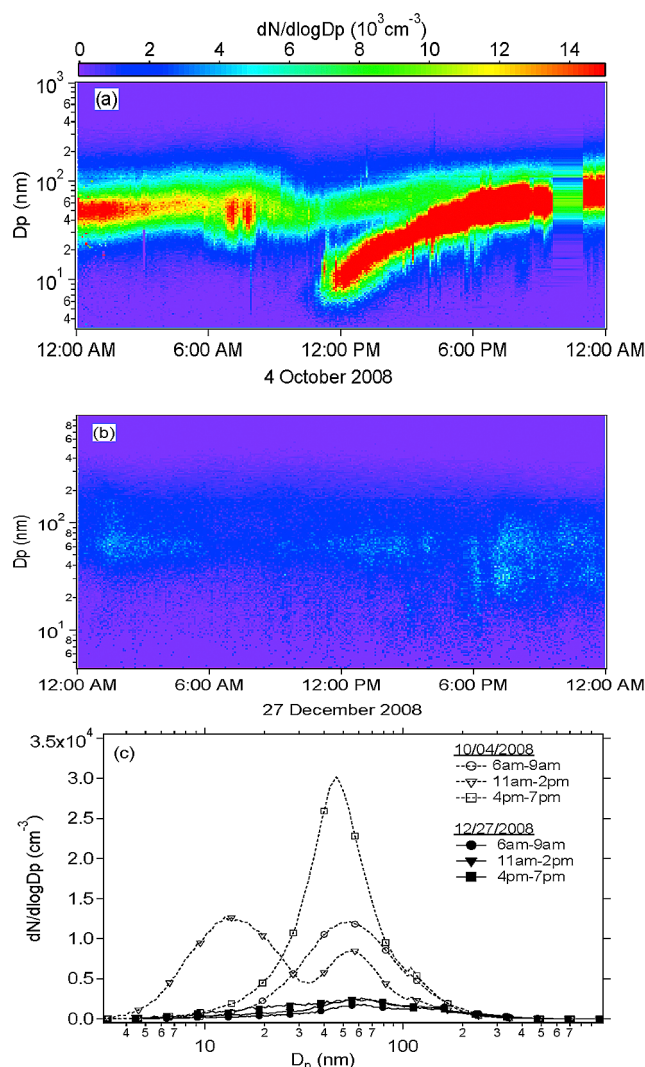 dN/dlogDp (10³cm⁻³)
0 2 4 6 8 10 12 14
(a)
Dp (nm)
10³
4
2
10²
6
4
2
10¹
6
4
12:00 AM 6:00 AM 12:00 PM 6:00 PM 12:00 AM
4 October 2008
(b)
Dp (nm)
8
6
4
2
10²
8
6
4
2
10¹
8
6
12:00 AM 6:00 AM 12:00 PM 6:00 PM 12:00 AM
27 December 2008
(c)
dN/dlogDp (cm⁻³)
3.5x10⁴
3.0
2.5
2.0
1.5
1.0
0.5
0.0
10/04/2008
6am-9am
11am-2pm
4pm-7pm
12/27/2008
6am-9am
11am-2pm
4pm-7pm
4 5 6 7 10 2 3 4 5 6 7 100 2 3 4 5 6 7
Dₚ (nm)